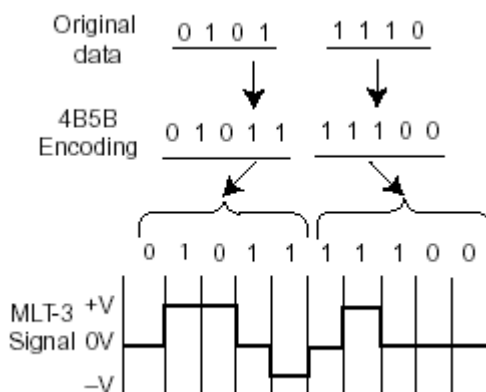 Original data
0 1 0 1
1 1 1 0
4B5B Encoding
0 1 0 1 1
1 1 1 0 0
0 1 0 1 1 1 1 1 0 0
MLT-3 Signal
+V
0V
–V